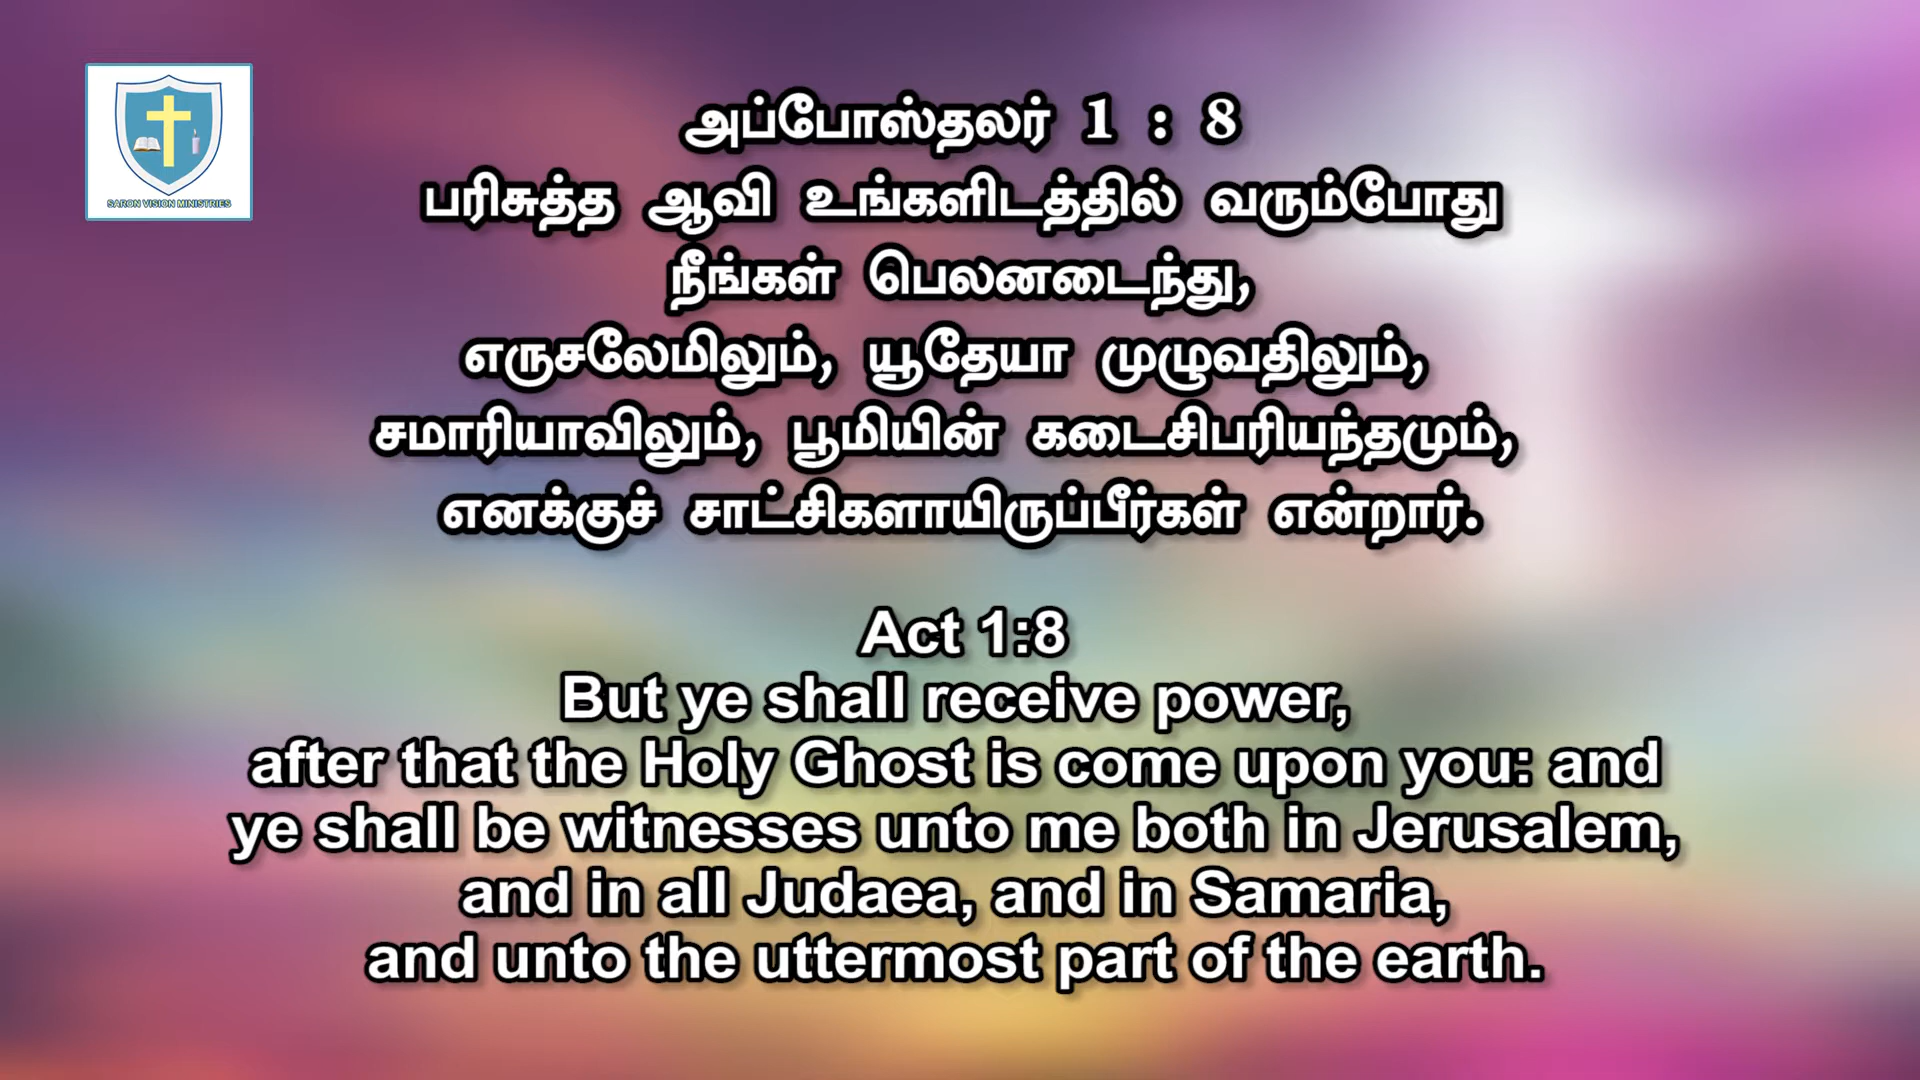 SARON VISION MINISTRIES
அப்போஸ்தலர் 1 : 8
பரிசுத்த ஆவி உங்களிடத்தில் வரும்போது
நீங்கள் பெலனடைந்து,
எருசலேமிலும், யூதேயா முழுவதிலும்,
சமாரியாவிலும், பூமியின் கடைசிபரியந்தமும்,
எனக்குச் சாட்சிகளாயிருப்பீர்கள் என்றார்.
Act 1:8
But ye shall receive power,
after that the Holy Ghost is come upon you: and
ye shall be witnesses unto me both in Jerusalem,
and in all Judaea, and in Samaria,
and unto the uttermost part of the earth.